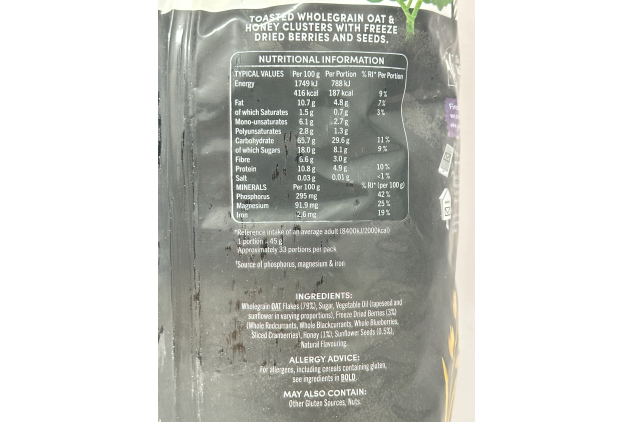 TOASTED WHOLEGRAIN OAT &
HONEY CLUSTERS WITH FREEZE
DRIED BERRIES AND SEEDS.
NUTRITIONAL INFORMATION
TYPICAL VALUES Per 100 g Per Portion % RI* Per Portion
Energy 1749 kJ 788 kJ
416 kcal 187 kcal 9%
Fat 10.7 g 4.8 g 7%
of which Saturates 1.5 g 0.7 g 3%
Mono-unsaturates 6.1 g 2.7 g
Polyunsaturates 2.8 g 1.3 g
Carbohydrate 65.7 g 29.6 g 11%
of which Sugars 18.0 g 8.1 g 9%
Fibre 6.6 g 3.0 g
Protein 10.8 g 4.9 g 10%
Salt 0.03 g 0.01 g <1%
MINERALS Per 100 g % RI* (per 100 g)
Phosphorus 295 mg 42%
Magnesium 91.9 mg 25%
Iron 2.6 mg 19%
*Reference intake of an average adult (8400kJ/2000kcal)
1 portion = 45 g
Approximately 33 portions per pack
†Source of phosphorus, magnesium & iron
INGREDIENTS:
Wholegrain OAT Flakes (79%), Sugar, Vegetable Oil (rapeseed and
sunflower in varying proportions), Freeze Dried Berries (3%)
(Whole Redcurrants, Whole Blackcurrants, Whole Blueberries,
Sliced Cranberries), Honey (1%), Sunflower Seeds (0.5%),
Natural Flavouring.
ALLERGY ADVICE:
For allergens, including cereals containing gluten,
see ingredients in BOLD.
MAY ALSO CONTAIN:
Other Gluten Sources, Nuts.